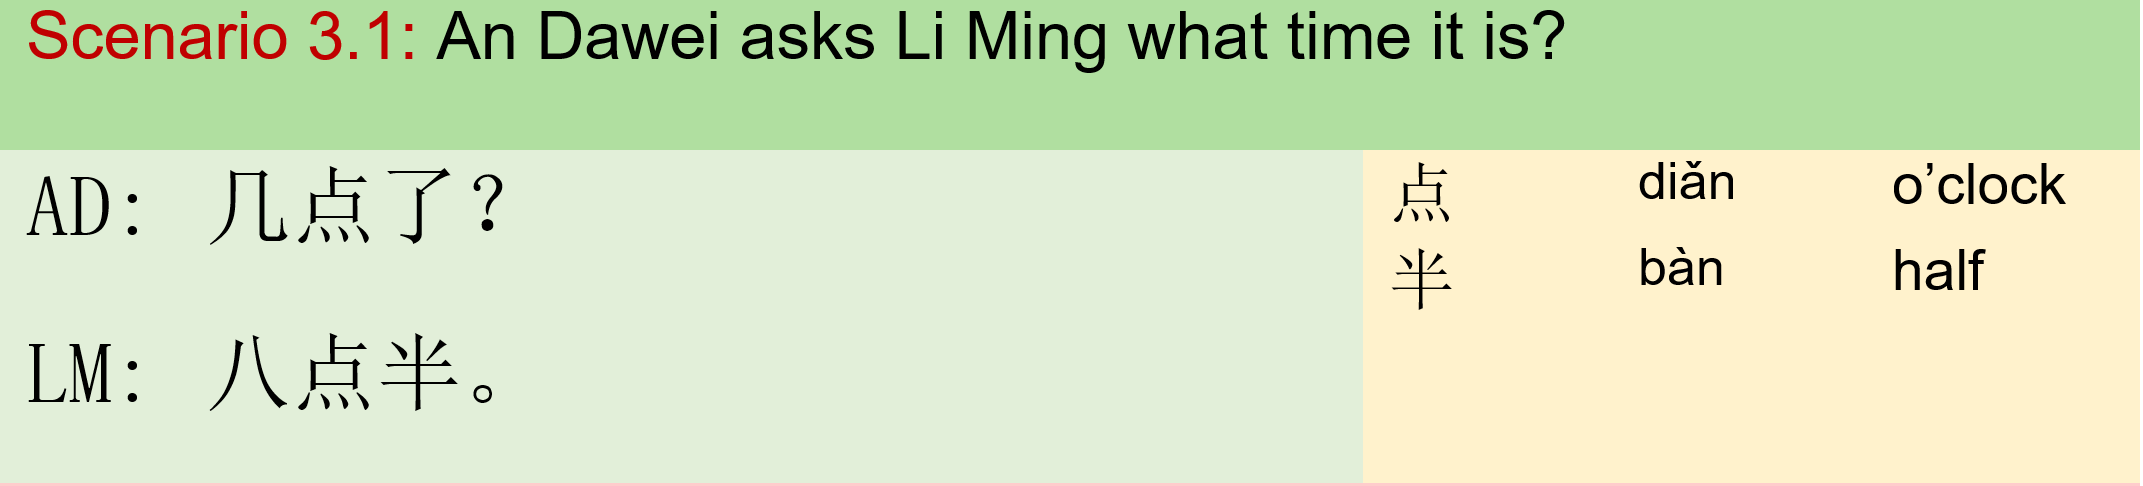 Scenario 3.1: An Dawei asks Li Ming what time it is?
AD: 几点了?
LM: 八点半。
点 diǎn o’clock
半 bàn half